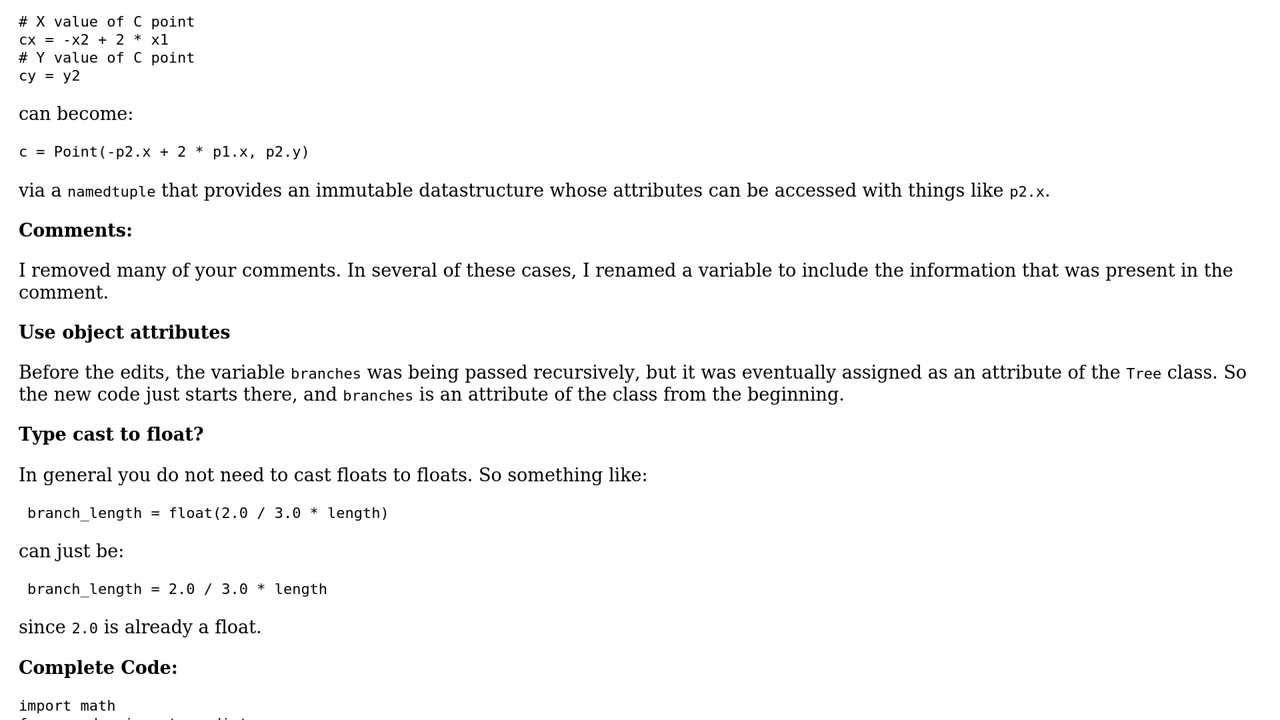 # X value of C point
cx = -x2 + 2 * x1
# Y value of C point
cy = y2
can become:
c = Point(-p2.x + 2 * p1.x, p2.y)
via a namedtuple that provides an immutable datastructure whose attributes can be accessed with things like p2.x.
Comments:
I removed many of your comments. In several of these cases, I renamed a variable to include the information that was present in the
comment.
Use object attributes
Before the edits, the variable branches was being passed recursively, but it was eventually assigned as an attribute of the Tree class. So
the new code just starts there, and branches is an attribute of the class from the beginning.
Type cast to float?
In general you do not need to cast floats to floats. So something like:
branch_length = float(2.0 / 3.0 * length)
can just be:
branch_length = 2.0 / 3.0 * length
since 2.0 is already a float.
Complete Code:
import math